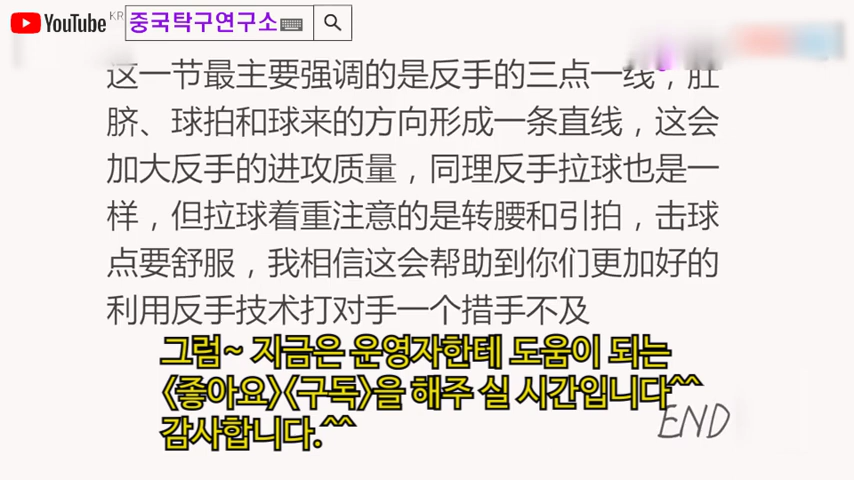 YouTube KR 중국탁구연구소
这一节最主要强调的是反手的三点一线，肚
脐、球拍和球来的方向形成一条直线，这会
加大反手的进攻质量，同理反手拉球也是一
样，但拉球着重注意的是转腰和引拍，击球
点要舒服，我相信这会帮助到你们更加好的
利用反手技术打对手一个措手不及
그럼~ 지금은 운영자한테 도움이 되는
<좋아요><구독>을 해주 실 시간입니다^^
감사합니다.^^
END